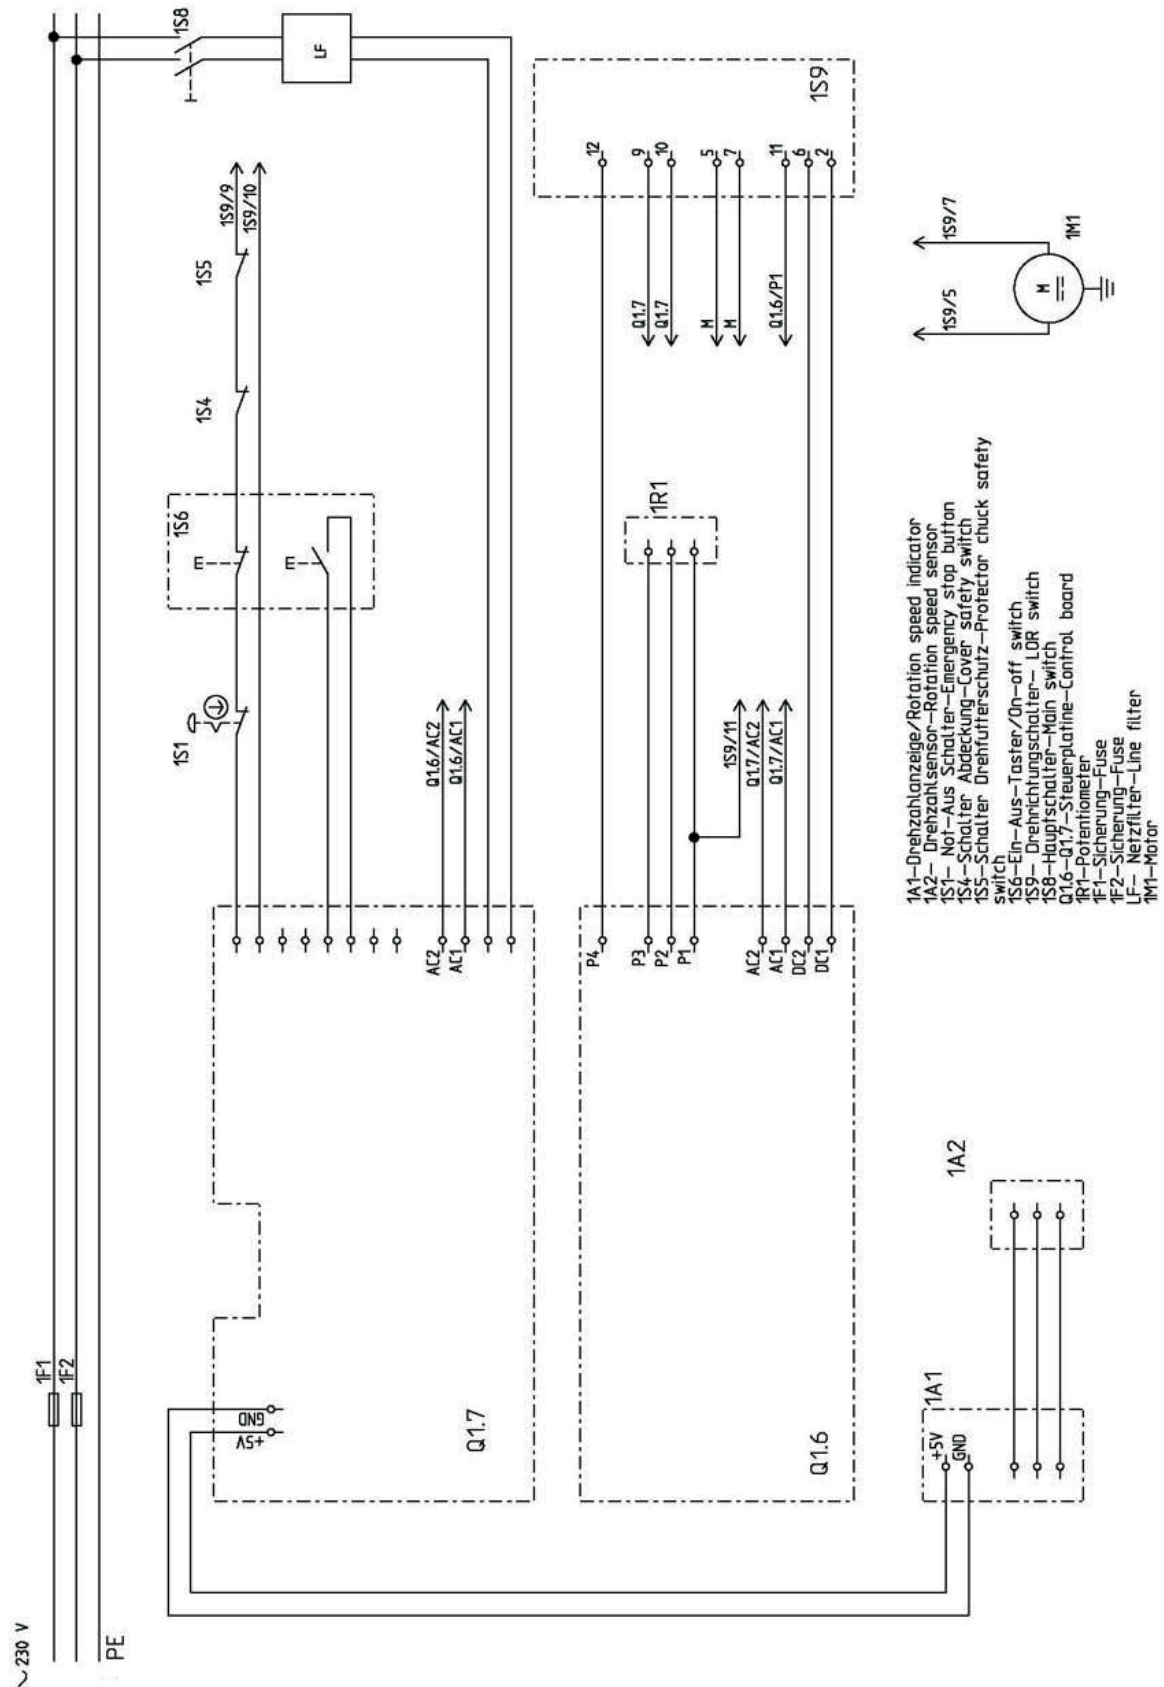 ~230 V
PE
1F1
1F2
1S8
LF
1S9/9
1S9/10
1S5
1S4
1S6
E
E
1S1
Q1.6/AC2
Q1.6/AC1
AC2
AC1
GND
+5V
Q1.7
1S9
12
9
10
5
7
11
6
2
Q1.7
Q1.7
M
M
Q1.6/P1
1R1
1S9/11
Q1.7/AC2
Q1.7/AC1
P4
P3
P2
P1
AC2
AC1
DC2
DC1
Q1.6
1S9/7
1S9/5
M
1M1
1A2
1A1
+5V
GND
1A1-Drehzahlanzeige/Rotation speed indicator
1A2- Drehzahlsensor-Rotation speed sensor
1S1- Not-Aus Schalter-Emergency stop button
1S4-Schalter Abdeckung-Cover safety switch
1S5-Schalter Drehfutterschutz-Protector chuck safety
switch
1S6-Ein-Aus-Taster/On-off switch
1S9- Drehrichtungschalter- LOR switch
1S8-Hauptschalter-Main switch
Q1.6-Q1.7-Steuerplatine-Control board
1R1-Potentiometer
1F1-Sicherung-Fuse
1F2-Sicherung-Fuse
LF- Netzfilter-Line filter
1M1-Motor